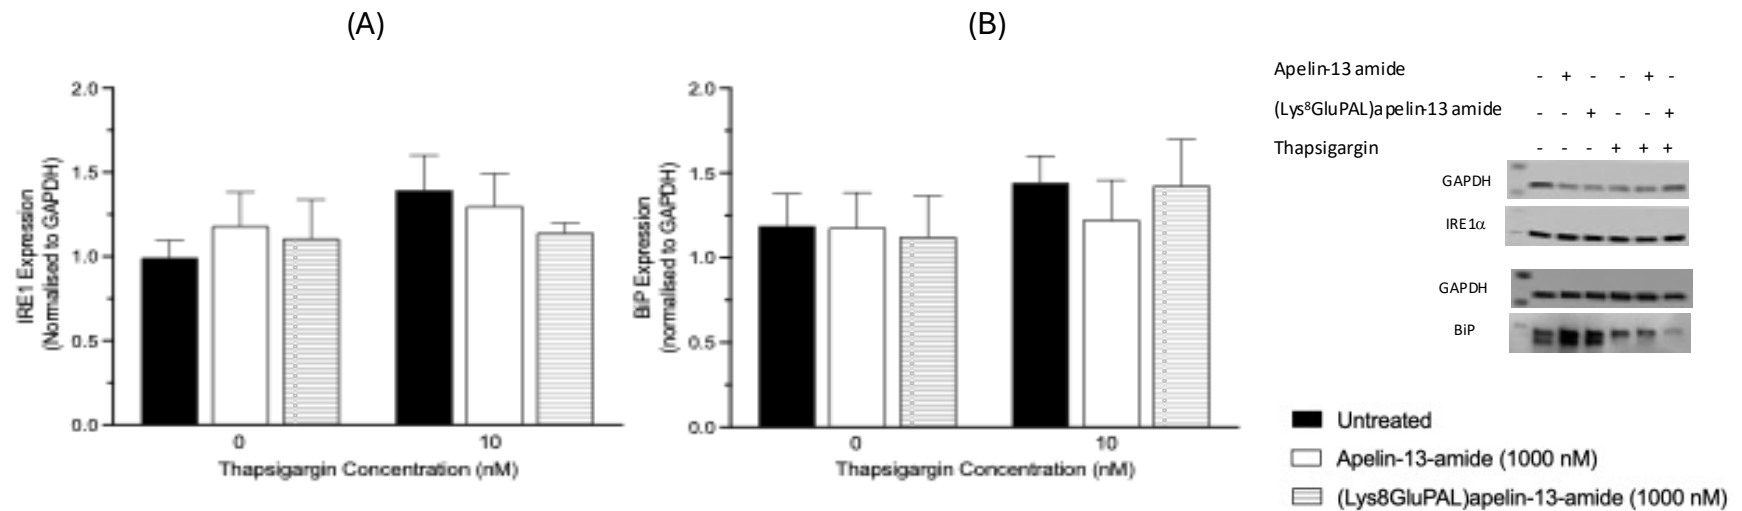 (A)
2.0
1.5
1.0
0.5
0.0
IRE1 Expression
(Normalised to GAPDH)
0
10
Thapsigargin Concentration (nM)
(B)
2.0
1.5
1.0
0.5
0.0
BiP Expression
(normalised to GAPDH)
0
10
Thapsigargin Concentration (nM)
Apelin-13 amide - + - - + -
(Lys⁸GluPAL)apelin-13 amide - - + - - +
Thapsigargin - - - + + +
GAPDH
IRE1α
GAPDH
BiP
Untreated
Apelin-13-amide (1000 nM)
(Lys8GluPAL)apelin-13-amide (1000 nM)